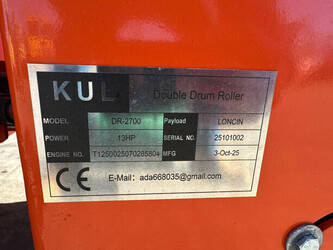 KUL Double Drum Roller
MODEL DR-2700 Payload LONCIN
POWER 13HP SERIAL NO. 25101002
ENGINE NO. MFG 3-Oct-25
CE E-Mail: ada668035@gmail.com